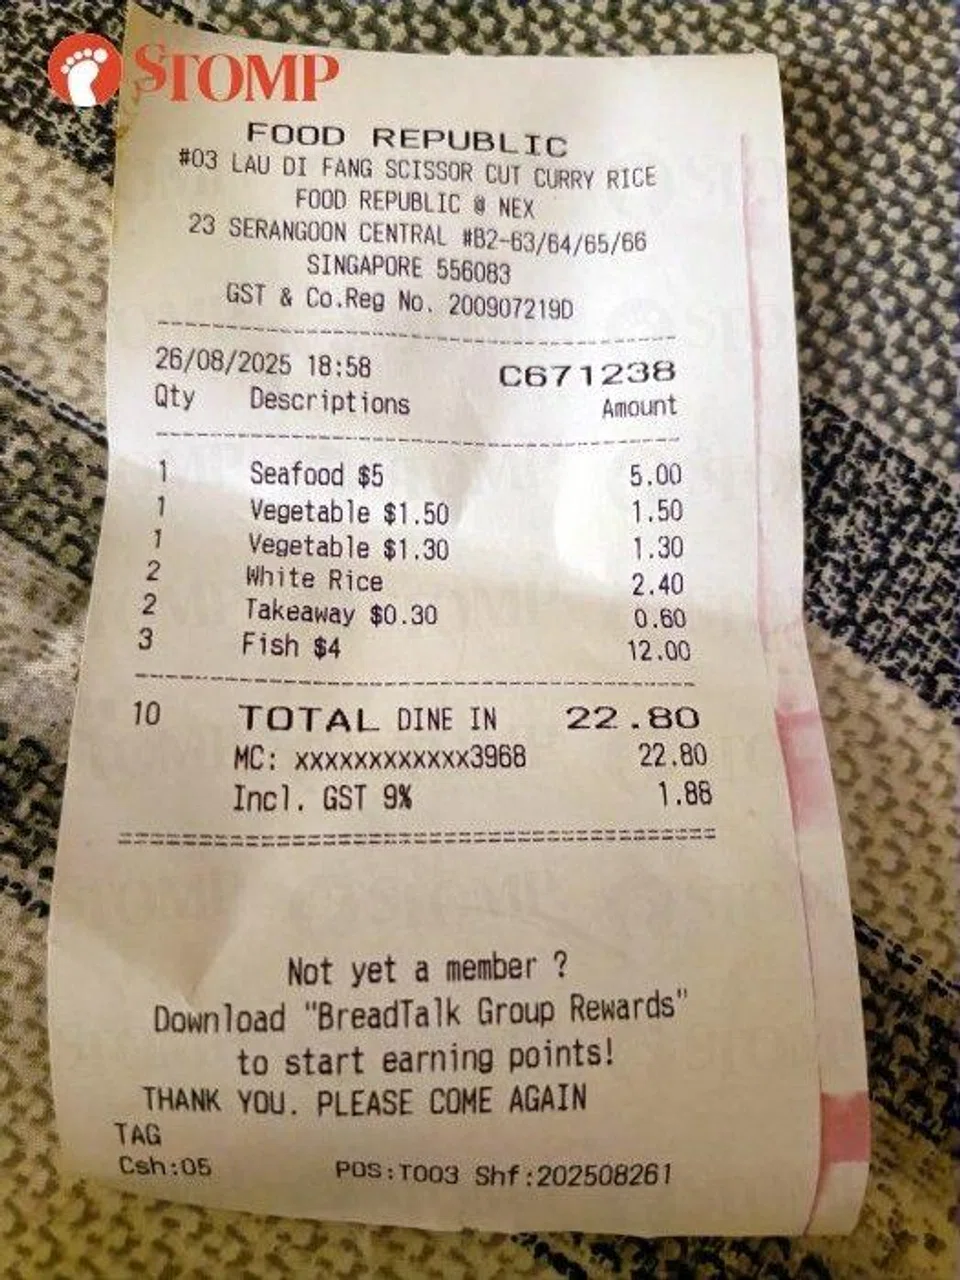 STOMP
FOOD REPUBLIC
#03 LAU DI FANG SCISSOR CUT CURRY RICE
FOOD REPUBLIC @ NEX
23 SERANGOON CENTRAL #B2-63/64/65/66
SINGAPORE 556083
GST & Co.Reg No. 200907219D
26/08/2025 18:58 C671238
Qty Descriptions Amount
1 Seafood $5 5.00
1 Vegetable $1.50 1.50
1 Vegetable $1.30 1.30
2 White Rice 2.40
2 Takeaway $0.30 0.60
3 Fish $4 12.00
10 TOTAL DINE IN 22.80
MC: xxxxxxxxxxxx3968 22.80
Incl. GST 9% 1.88
Not yet a member ?
Download "BreadTalk Group Rewards"
to start earning points!
THANK YOU. PLEASE COME AGAIN
TAG
Csh:05 POS:T003 Shf:202508261